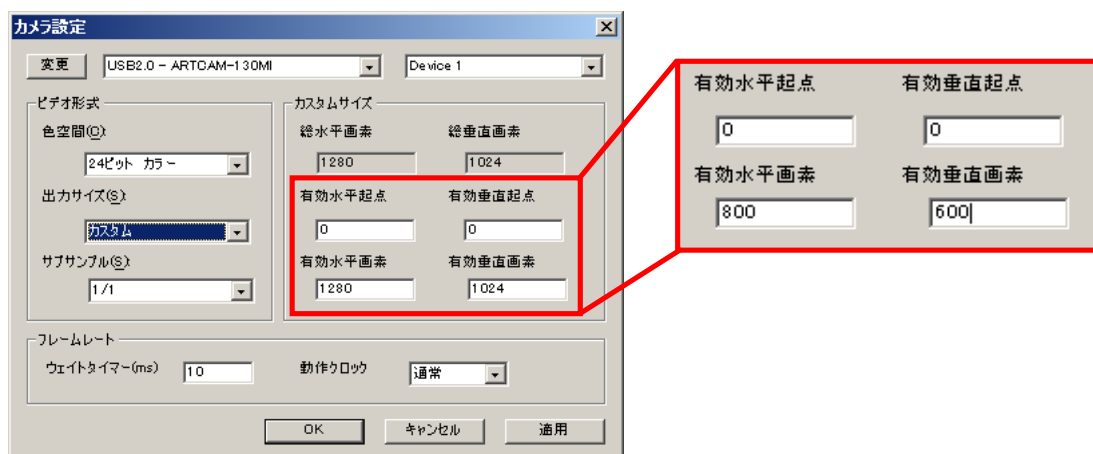 カメラ設定
変更 USB2.0 - ARTCAM-130MI Device 1
ビデオ形式
色空間(C):
24ビット カラー
出力サイズ(S):
カスタム
サブサンプル(S):
1/1
カスタムサイズ
総水平画素 総垂直画素
1280 1024
有効水平起点 有効垂直起点
0 0
有効水平画素 有効垂直画素
1280 1024
フレームレート
ウェイトタイマー(ms) 10 動作クロック 通常
OK キャンセル 適用
有効水平起点 有効垂直起点
0 0
有効水平画素 有効垂直画素
800 600